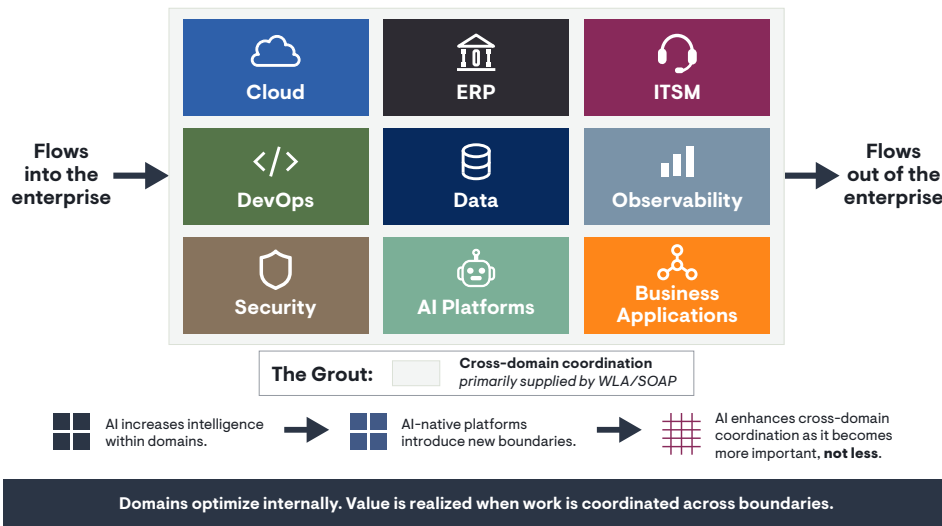 Cloud
ERP
ITSM
Flows
into the
enterprise
DevOps
Data
Observability
Flows
out of the
enterprise
Security
AI Platforms
Business
Applications
The Grout:
Cross-domain coordination
primarily supplied by WLA/SOAP
AI increases intelligence
within domains.
AI-native platforms
introduce new boundaries.
AI enhances cross-domain
coordination as it becomes
more important, not less.
Domains optimize internally. Value is realized when work is coordinated across boundaries.